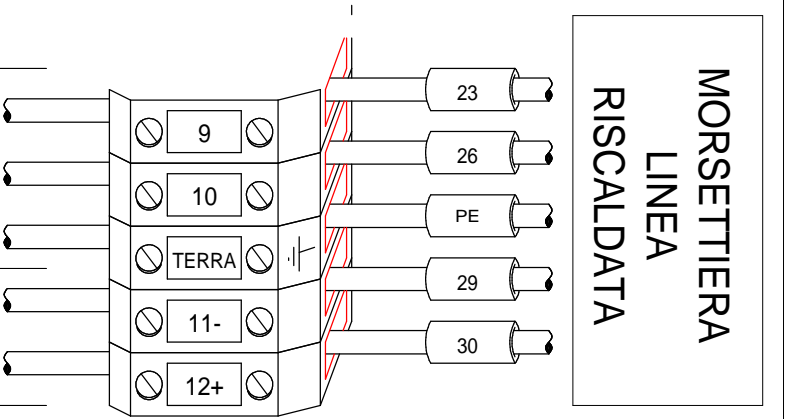 9
10
TERRA
11-
12+
23
26
PE
29
30
MORSETTIERA
LINEA
RISCALDATA